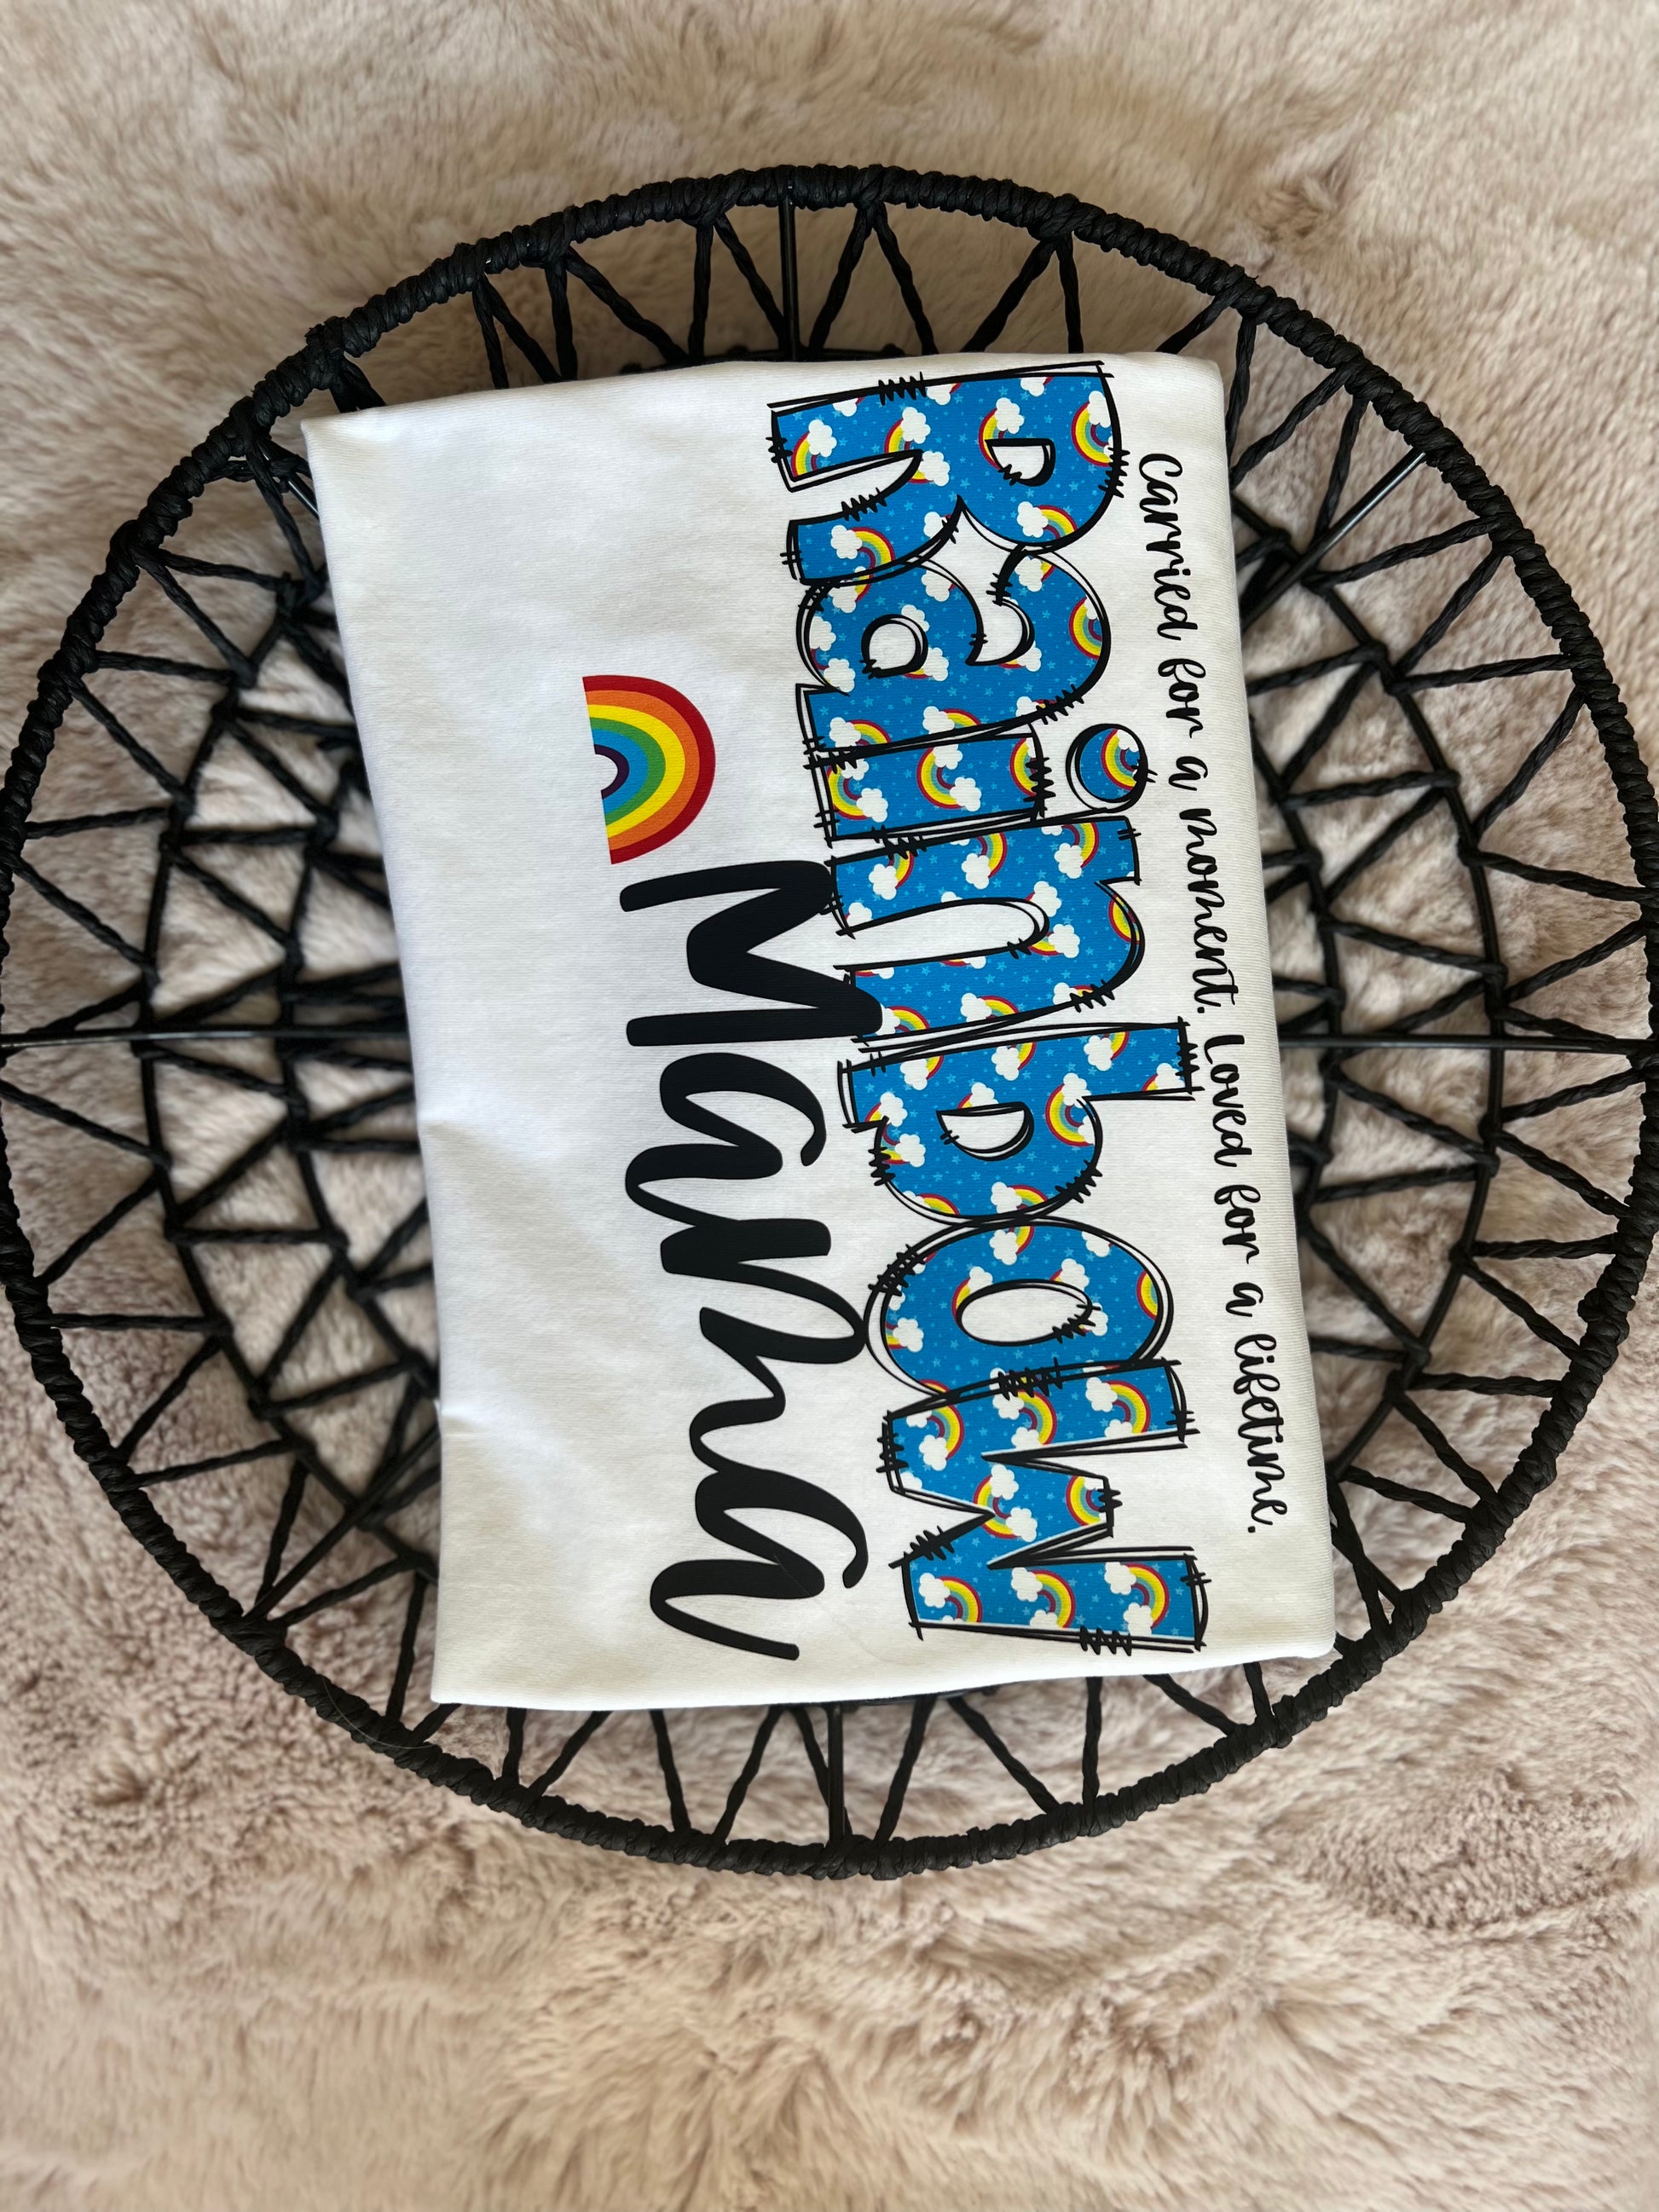 Carried for a moment. Loved for a lifetime.
Rainbow
Mama